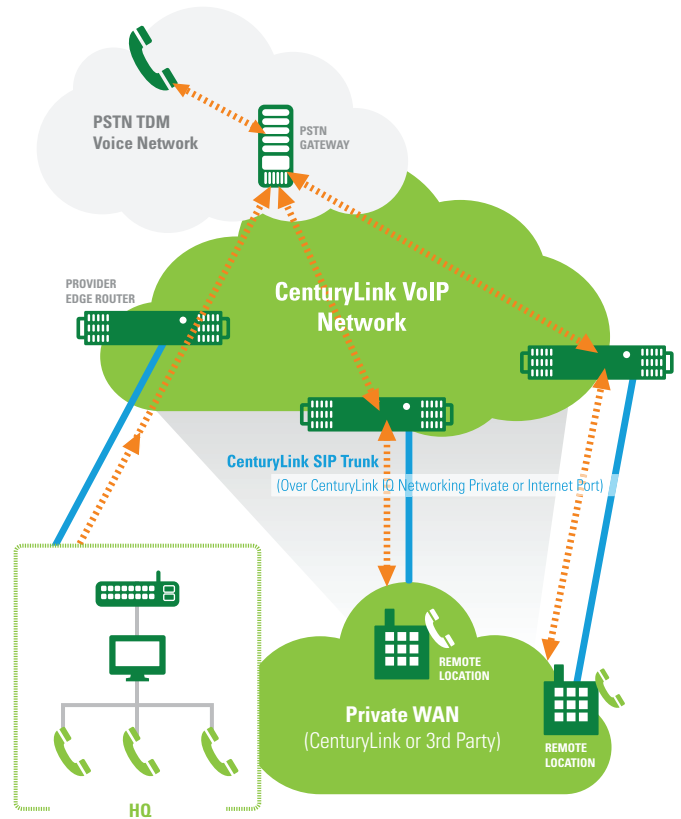 PSTN TDM
Voice Network
PSTN
GATEWAY
PROVIDER
EDGE ROUTER
CenturyLink VoIP
Network
CenturyLink SIP Trunk
(Over CenturyLink IQ Networking Private or Internet Port)
REMOTE
LOCATION
Private WAN
(CenturyLink or 3rd Party)
REMOTE
LOCATION
HQ